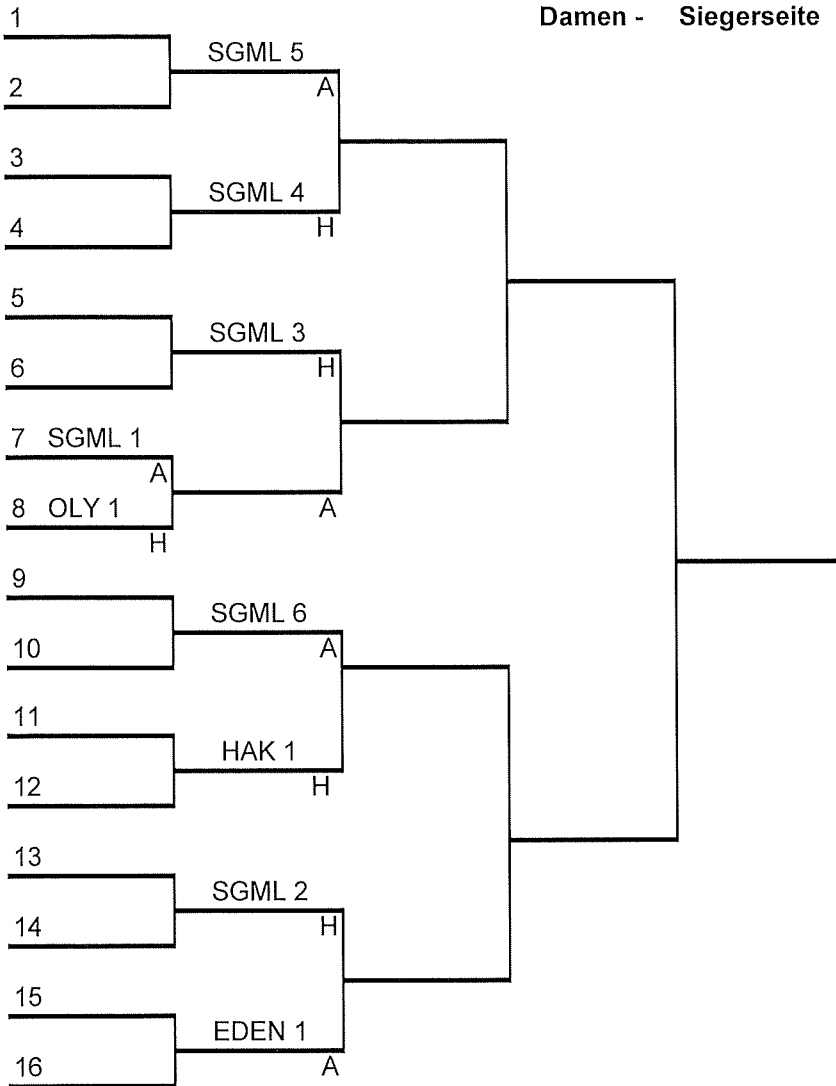 Damen - Siegerseite
1
SGML 5
A
2
3
SGML 4
H
4
5
SGML 3
H
6
7 SGML 1
A
8 OLY 1
A
H
9
SGML 6
A
10
11
HAK 1
H
12
13
SGML 2
H
14
15
EDEN 1
A
16